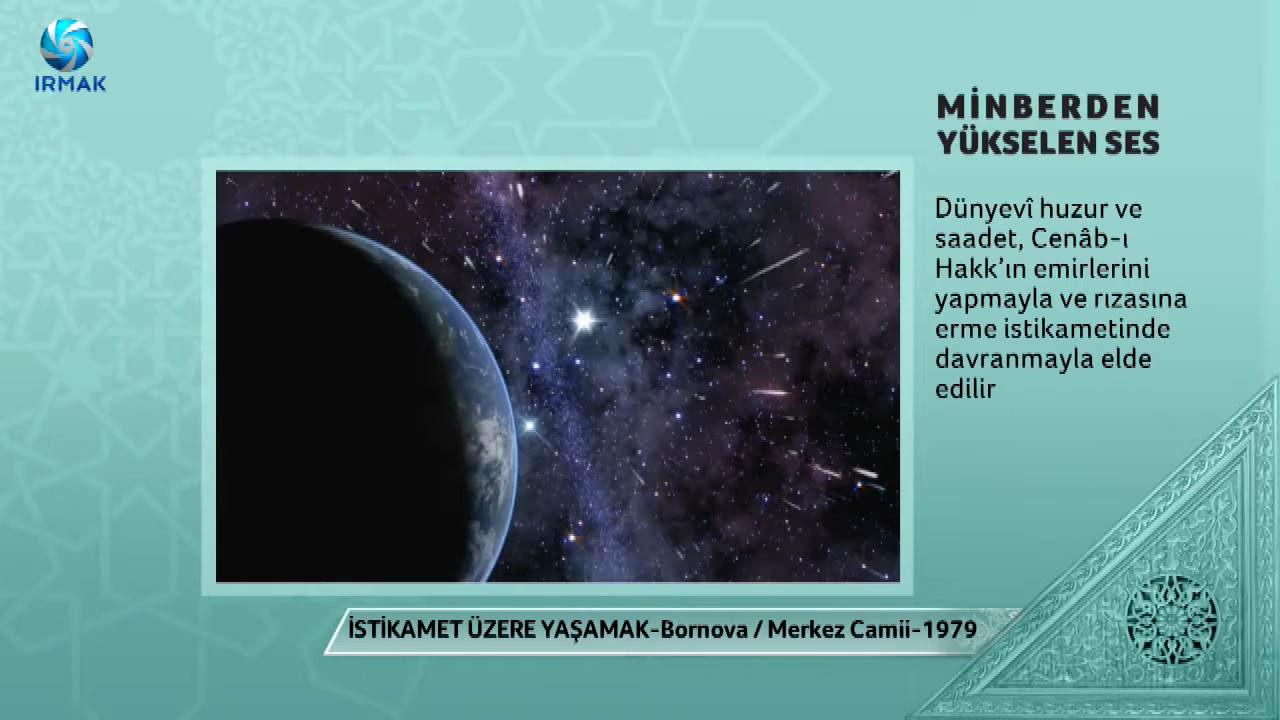 IRMAK
MİNBERDEN
YÜKSELEN SES
Dünyevî huzur ve
saadet, Cenâb-ı
Hakk’ın emirlerini
yapmayla ve rızasına
erme istikametinde
davranmayla elde
edilir
İSTİKAMET ÜZERE YAŞAMAK-Bornova / Merkez Camii-1979